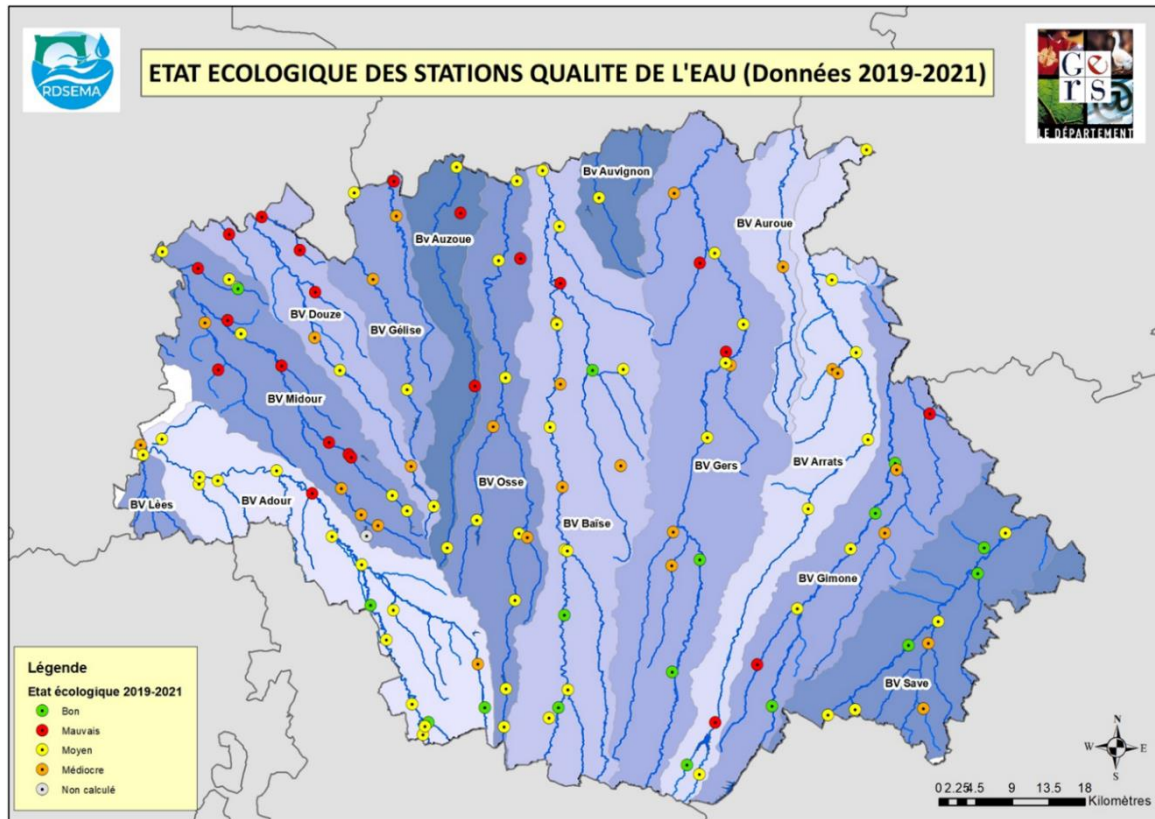 RDSEMA
ETAT ECOLOGIQUE DES STATIONS QUALITE DE L'EAU (Données 2019-2021)
Gers
LE DÉPARTEMENT
Bv Auvignon
BV Auroue
Bv Auzoue
BV Douze
BV Gélise
BV Midour
BV Lées
BV Adour
BV Osse
BV Baïse
BV Gers
BV Arrats
BV Gimone
BV Save
Légende
Etat écologique 2019-2021
Bon
Mauvais
Moyen
Médiocre
Non calculé
N
W E
S
0 2.25 4.5 9 13.5 18
Kilomètres